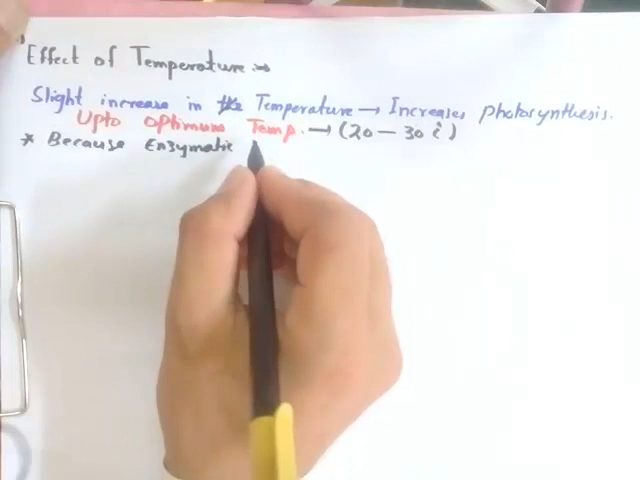 Effect of Temperature :→
Slight increase in the Temperature → Increases photosynthesis.
Upto optimum Temp. → (20 – 30 c̊)
* Because Enzymatic